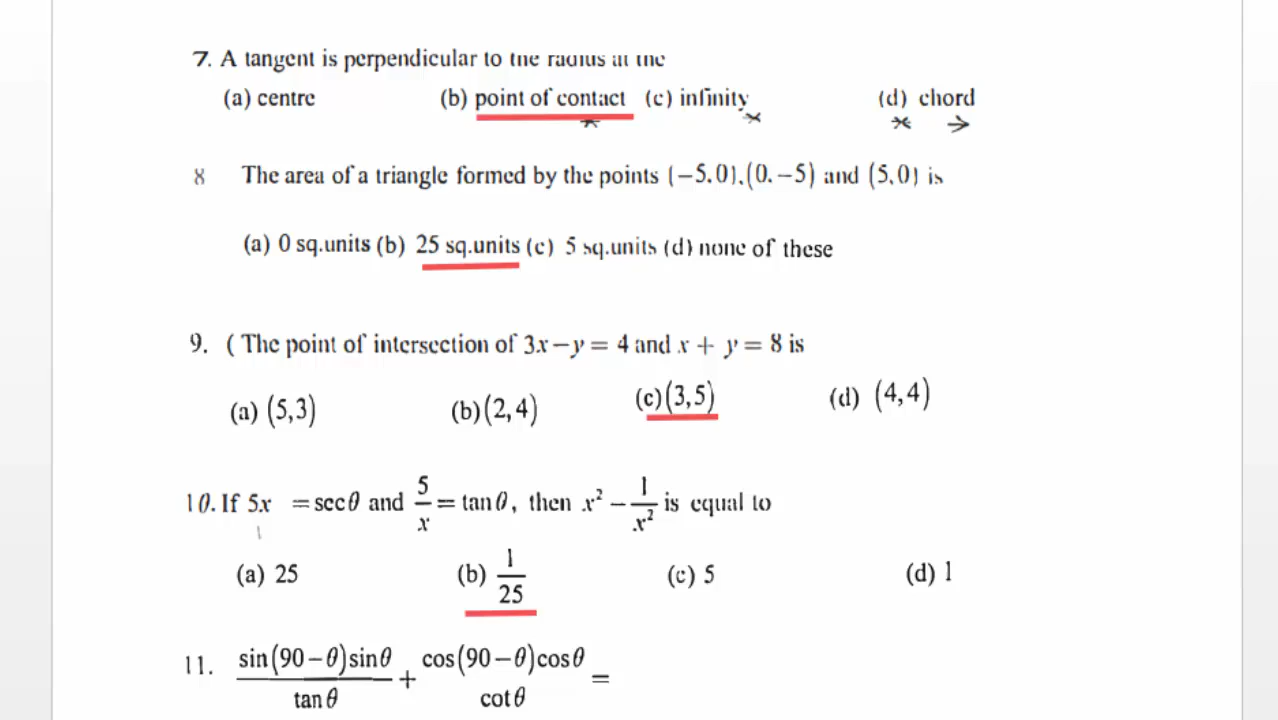 7. A tangent is perpendicular to the radius at the
(a) centre (b) point of contact (c) infinity (d) chord
8 The area of a triangle formed by the points (−5,0),(0,−5) and (5,0) is
(a) 0 sq.units (b) 25 sq.units (c) 5 sq.units (d) none of these
9. ( The point of intersection of 3x−y = 4 and x + y = 8 is
(a) (5,3) (b) (2,4) (c) (3,5) (d) (4,4)
10. If 5x = secθ and 5/x = tanθ, then x² − 1/x² is equal to
(a) 25 (b) 1/25 (c) 5 (d) 1
11. sin(90−θ)sinθ/tanθ + cos(90−θ)cosθ/cotθ =